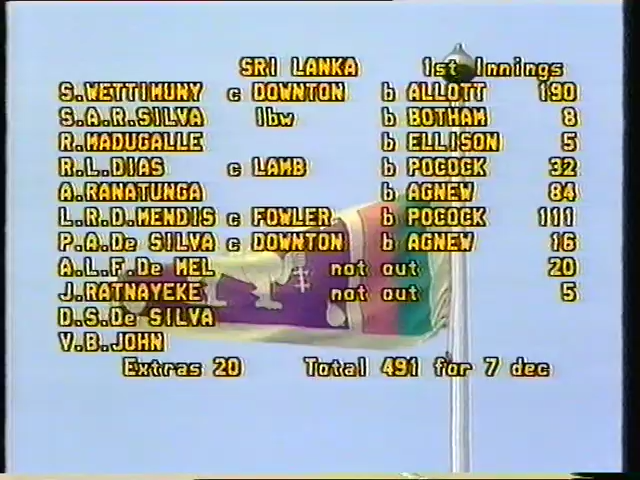 SRI LANKA 1st Innings
S.WETTIMUNY c DOWNTON b ALLOTT 190
S.A.R.SILVA lbw b BOTHAM 8
R.MADUGALLE b ELLISON 5
R.L.DIAS c LAMB b POCOCK 32
A.RANATUNGA b AGNEW 84
L.R.D.MENDIS c FOWLER b POCOCK 111
P.A.De SILVA c DOWNTON b AGNEW 16
A.L.F.De MEL not out 20
J.RATNAYEKE not out 5
D.S.De SILVA
V.B.JOHN
Extras 20 Total 491 for 7 dec